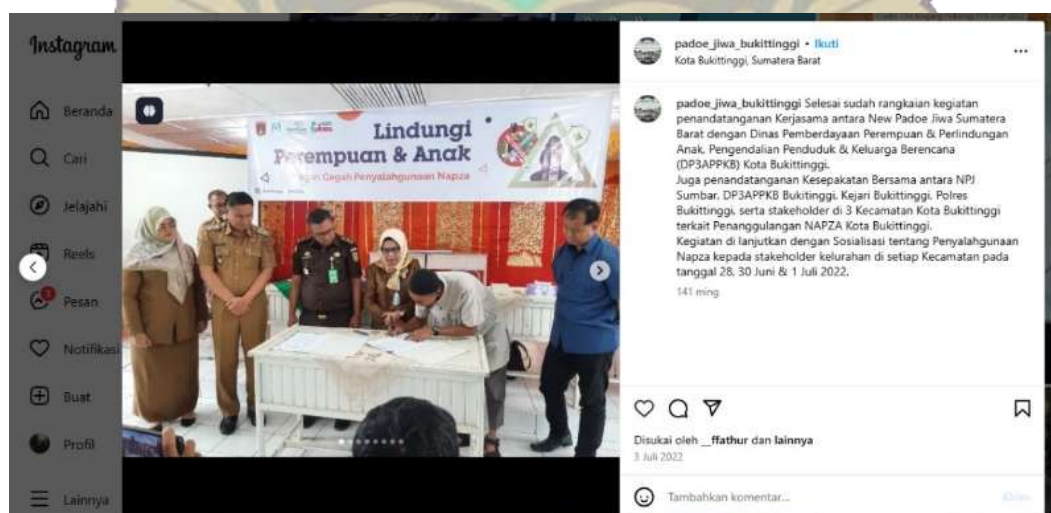 Instagram
Beranda
Cari
Jelajahi
Reels
Pesan
Notifikasi
Buat
Profil
Lainnya
Lindungi
Perempuan & Anak
Cegah Penyalahgunaan Napza
padoe_jiwa_bukittinggi • Ikuti
Kota Bukittinggi, Sumatera Barat
padoe_jiwa_bukittinggi Selesai sudah rangkaian kegiatan
penandatanganan Kerjasama antara New Padoe Jiwa Sumatera
Barat dengan Dinas Pemberdayaan Perempuan & Perlindungan
Anak, Pengendalian Penduduk & Keluarga Berencana
(DP3APPKB) Kota Bukittinggi.
Juga penandatanganan Kesepakatan Bersama antara NPJ
Sumbar, DP3APPKB Bukitinggi, Kejari Bukittinggi, Polres
Bukittinggi, serta stakeholder di 3 Kecamatan Kota Bukittinggi
terkait Penanggulangan NAPZA Kota Bukittinggi.
Kegiatan di lanjutkan dengan Sosialisasi tentang Penyalahgunaan
Napza kepada stakeholder kelurahan di setiap Kecamatan pada
tanggal 28, 30 Juni & 1 Juli 2022.
141 ming
Disukai oleh __ffathur dan lainnya
3 Juli 2022
Tambahkan komentar...
Kirim